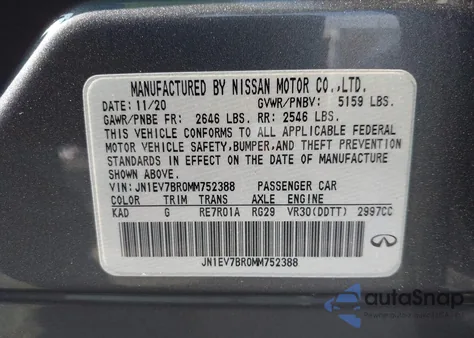 MANUFACTURED BY NISSAN MOTOR CO.,LTD.
DATE: 11/20 GVWR/PNBV: 5159 LBS.
GAWR/PNBE FR: 2646 LBS. RR: 2546 LBS.
THIS VEHICLE CONFORMS TO ALL APPLICABLE FEDERAL
MOTOR VEHICLE SAFETY, BUMPER, AND THEFT PREVENTION
STANDARDS IN EFFECT ON THE DATE OF MANUFACTURE
SHOWN ABOVE.
VIN: JN1EV7BR0MM752388 PASSENGER CAR
COLOR TRIM TRANS AXLE ENGINE
KAD G RE7R01A RG29 VR30(DDTT) 2997CC
JN1EV7BR0MM752388
autoSnap